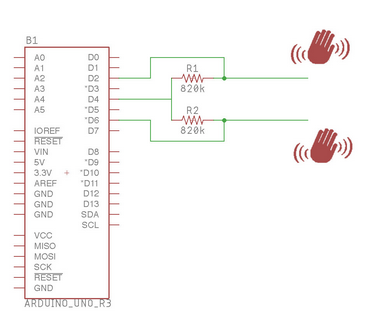 B1
A0 D0
A1 D1
A2 D2
A3 *D3
A4 D4
A5 *D5
*D6
IOREF D7
RESET
VIN D8
5V *D9
3.3V *D10
AREF *D11
GND D12
GND D13
GND SDA
SCL
VCC
MISO
MOSI
SCK
RESET
GND
ARDUINO_UNO_R3
R1
820k
R2
820k